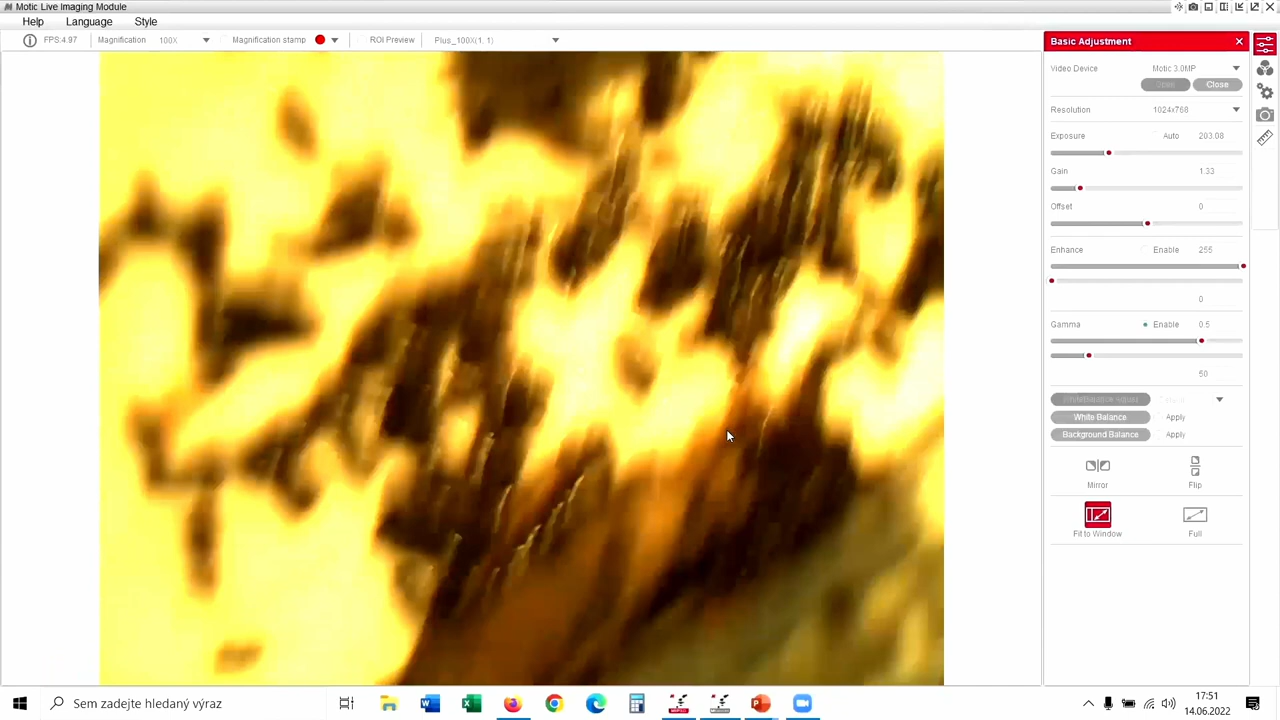 Motic Live Imaging Module
Help Language Style
FPS:4.97 Magnification 100X Magnification stamp ROI Preview Plus_100X(1, 1)
Basic Adjustment
Video Device Motic 3.0MP
Close
Resolution 1024x768
Exposure Auto 203.08
Gain 1.33
Offset 0
Enhance Enable 255
0
Gamma Enable 0.5
50
White Balance Apply
Background Balance Apply
Mirror Flip
Fit to Window Full
Sem zadejte hledaný výraz
17:51
14.06.2022